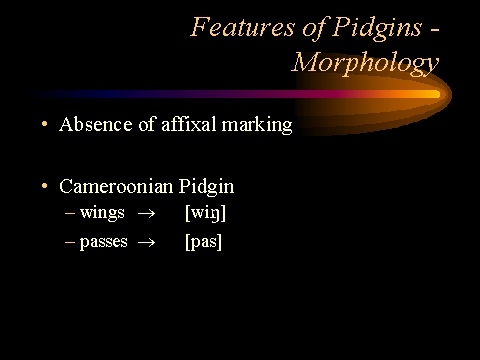 Features of Pidgins -
Morphology
• Absence of affixal marking
• Cameroonian Pidgin
– wings → [wiŋ]
– passes → [pas]